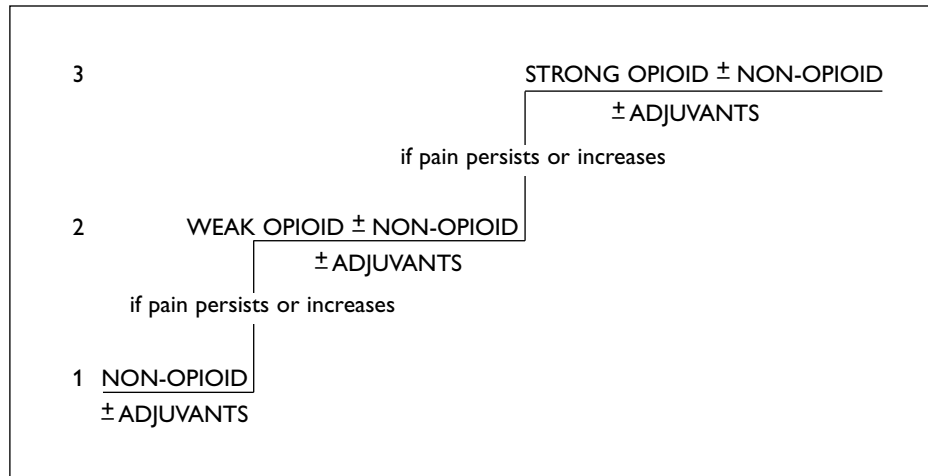 3 STRONG OPIOID ± NON-OPIOID
± ADJUVANTS
if pain persists or increases
2 WEAK OPIOID ± NON-OPIOID
± ADJUVANTS
if pain persists or increases
1 NON-OPIOID
± ADJUVANTS